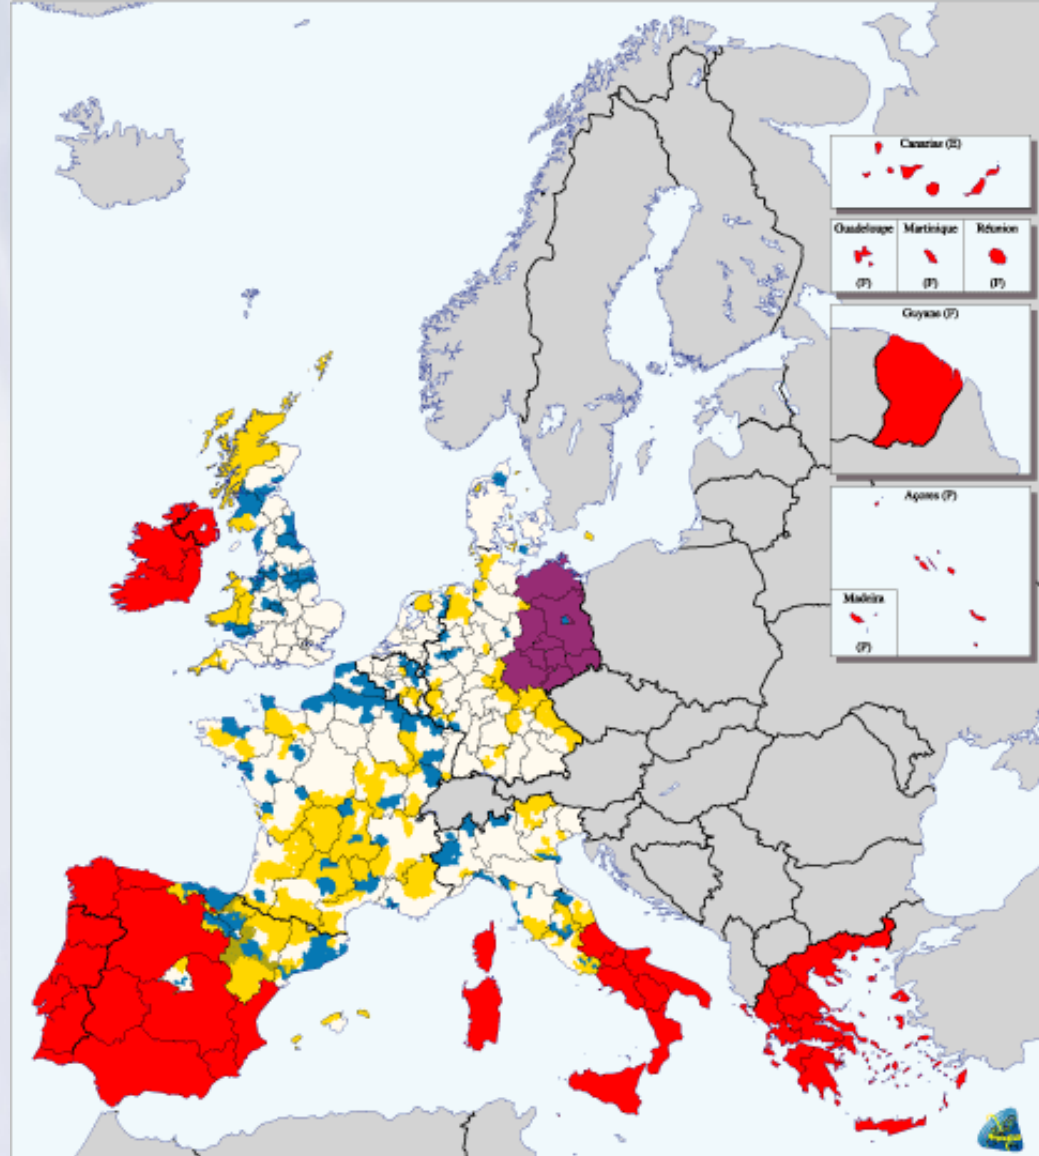 Canarias (E)
Guadeloupe
Martinique
Réunion
(F)
(F)
(F)
Guyane (F)
Açores (P)
Madeira
(P)